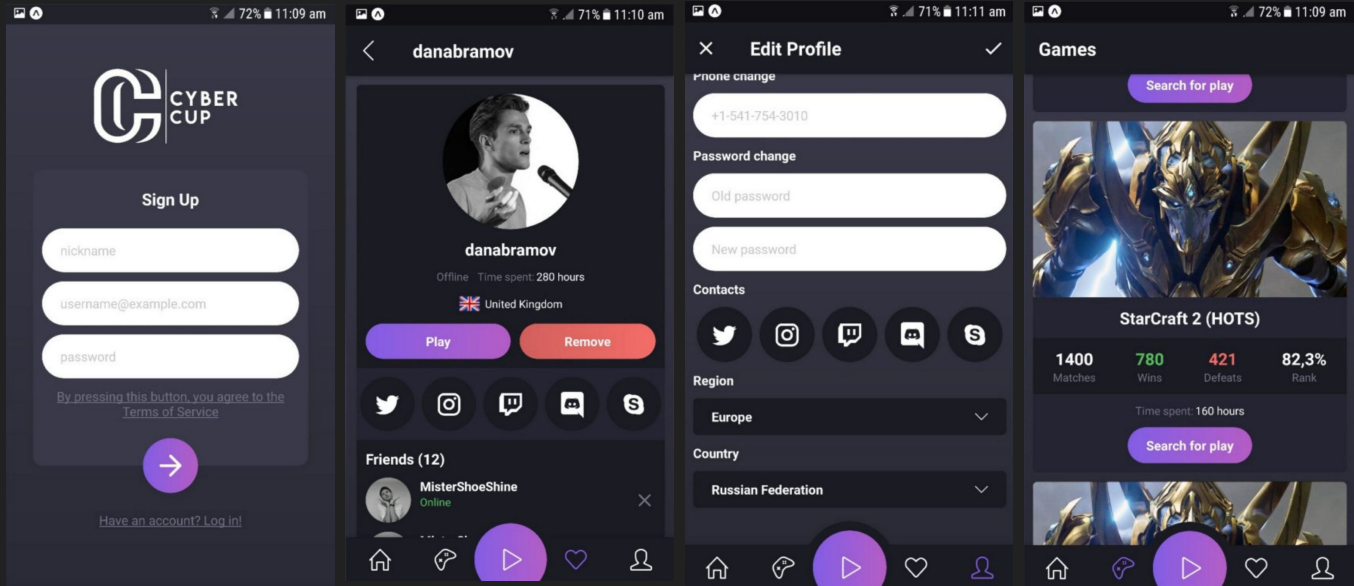 72% 11:09 am
CYBER
CUP
Sign Up
nickname
username@example.com
password
By pressing this button, you agree to the
Terms of Service
Have an account? Log in!
71% 11:10 am
danabramov
danabramov
Offline Time spent: 280 hours
United Kingdom
Play Remove
Friends (12)
MisterShoeShine
Online
71% 11:11 am
Edit Profile
Phone change
+1-541-754-3010
Password change
Old password
New password
Contacts
Region
Europe
Country
Russian Federation
72% 11:09 am
Games
Search for play
StarCraft 2 (HOTS)
1400 780 421 82,3%
Matches Wins Defeats Rank
Time spent: 160 hours
Search for play